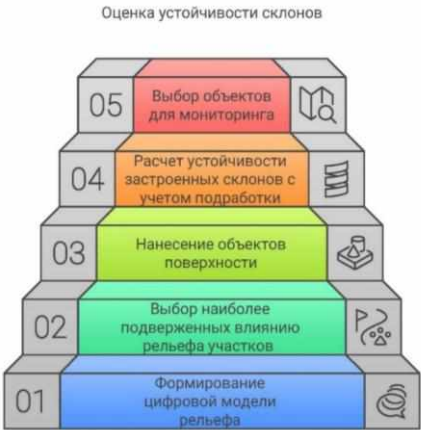 Оценка устойчивости склонов
05
Выбор объектов
для мониторинга
04
Расчет устойчивости
застроенных склонов с
учетом подработки
03
Нанесение объектов
поверхности
02
Выбор наиболее
подверженных влиянию
рельефа участков
01
Формирование
цифровой модели
рельефа